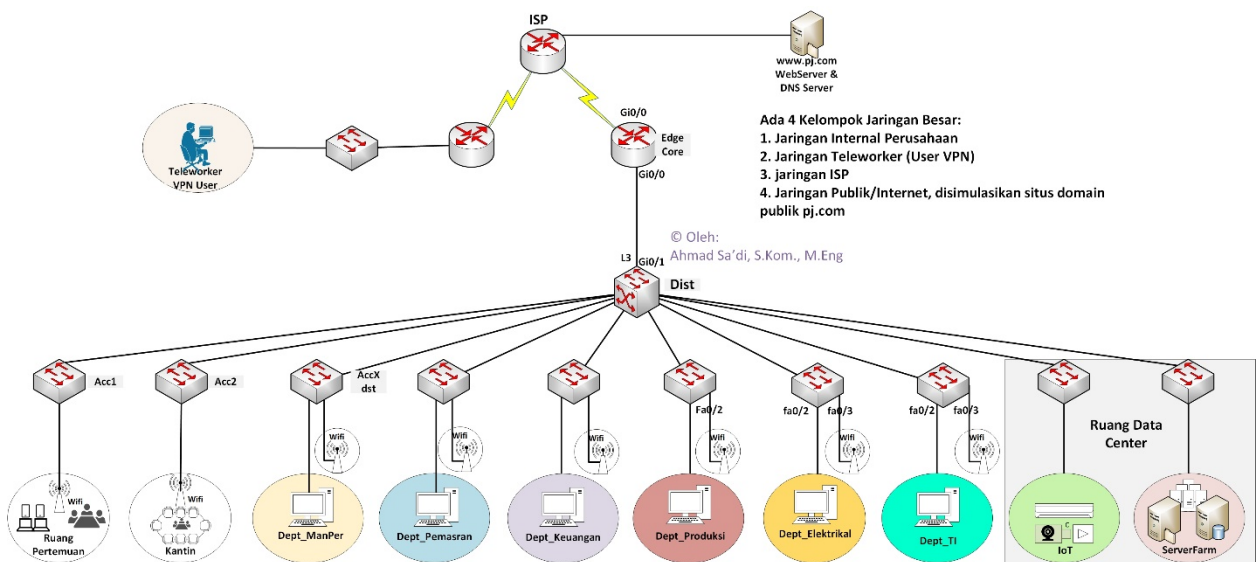 ISP
www.pj.com
WebServer &
DNS Server
Gi0/0
Edge
Core
Gi0/0
Teleworker
VPN User
Ada 4 Kelompok Jaringan Besar:
1. Jaringan Internal Perusahaan
2. Jaringan Teleworker (User VPN)
3. jaringan ISP
4. Jaringan Publik/Internet, disimulasikan situs domain
publik pj.com
© Oleh:
Ahmad Sa'di, S.Kom., M.Eng
L3
Gi0/1
Dist
Acc1
Acc2
AccX
dst
Fa0/2
fa0/2
fa0/3
fa0/2
fa0/3
Ruang Data
Center
Wifi
Wifi
Wifi
Wifi
Wifi
Wifi
Wifi
Wifi
Ruang
Pertemuan
Kantin
Dept_ManPer
Dept_Pemasran
Dept_Keuangan
Dept_Produksi
Dept_Elektrikal
Dept_TI
C
IoT
ServerFarm